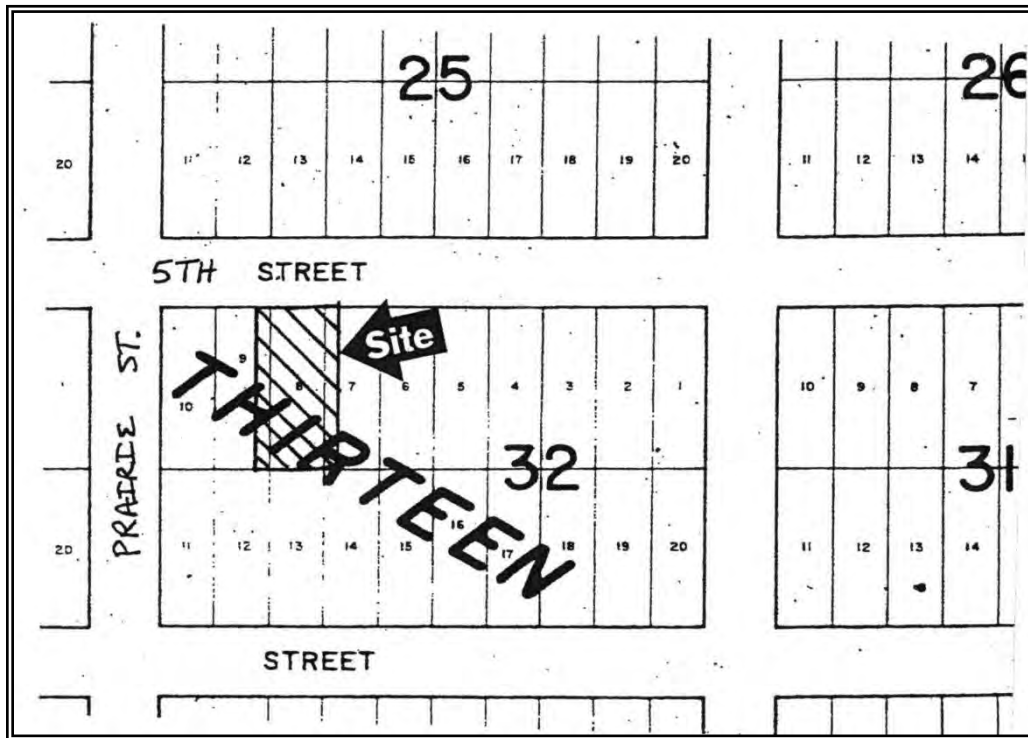 25 26
20 11 12 13 14 15 16 17 18 19 20 11 12 13 14
5TH STREET
Site
PRAIRIE ST.
10 9 8 7 6 5 4 3 2 1 10 9 8 7
THIRTEEN
32 31
20 11 12 13 14 15 16 17 18 19 20 11 12 13 14
STREET